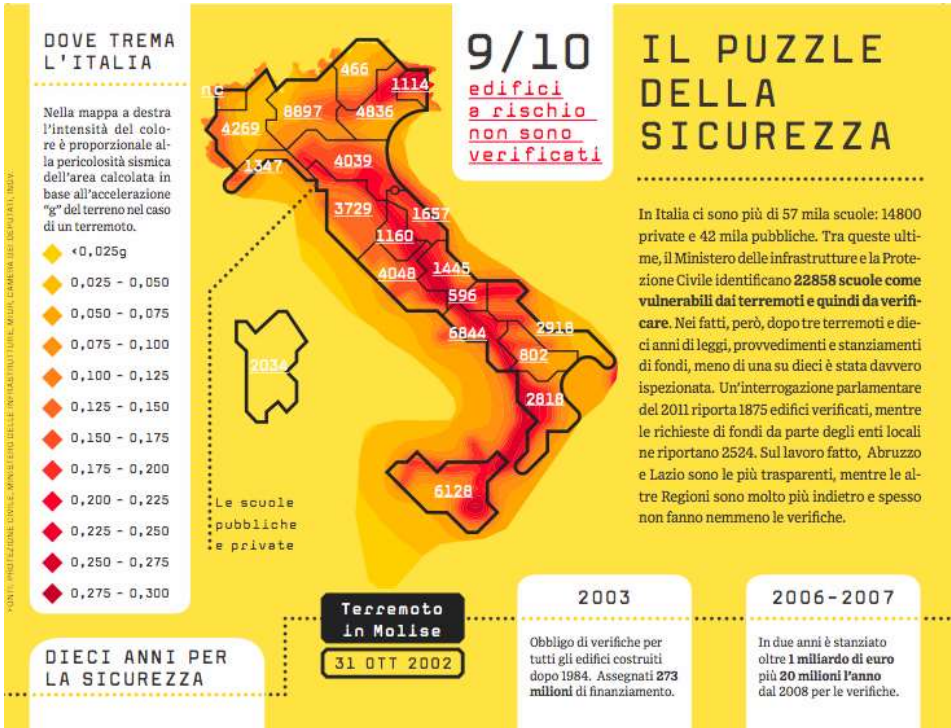 DOVE TREMA
L'ITALIA
Nella mappa a destra
l'intensità del colo-
re è proporzionale al-
la pericolosità sismica
dell'area calcolata in
base all'accelerazione
"g" del terreno nel caso
di un terremoto.
<0,025g
0,025 - 0,050
0,050 - 0,075
0,075 - 0,100
0,100 - 0,125
0,125 - 0,150
0,150 - 0,175
0,175 - 0,200
0,200 - 0,225
0,225 - 0,250
0,250 - 0,275
0,275 - 0,300
FONTI: PROTEZIONE CIVILE, MINISTERO DELLE INFRASTRUTTURE, MIUR, CAMERA DEI DEPUTATI, INGV.
nc
466
1114
8897
4836
4269
1347
4039
3729
1657
1160
4048
1445
596
6844
2918
802
2034
2818
6128
Le scuole
pubbliche
e private
9/10
edifici
a rischio
non sono
verificati
IL PUZZLE
DELLA
SICUREZZA
In Italia ci sono più di 57 mila scuole: 14800
private e 42 mila pubbliche. Tra queste ulti-
me, il Ministero delle infrastrutture e la Prote-
zione Civile identificano 22858 scuole come
vulnerabili dai terremoti e quindi da verifi-
care. Nei fatti, però, dopo tre terremoti e die-
ci anni di leggi, provvedimenti e stanziamenti
di fondi, meno di una su dieci è stata davvero
ispezionata. Un'interrogazione parlamentare
del 2011 riporta 1875 edifici verificati, mentre
le richieste di fondi da parte degli enti locali
ne riportano 2524. Sul lavoro fatto, Abruzzo
e Lazio sono le più trasparenti, mentre le al-
tre Regioni sono molto più indietro e spesso
non fanno nemmeno le verifiche.
DIECI ANNI PER
LA SICUREZZA
Terremoto
in Molise
31 OTT 2002
2003
Obbligo di verifiche per
tutti gli edifici costruiti
dopo 1984. Assegnati 273
milioni di finanziamento.
2006-2007
In due anni è stanziato
oltre 1 miliardo di euro
più 20 milioni l'anno
dal 2008 per le verifiche.